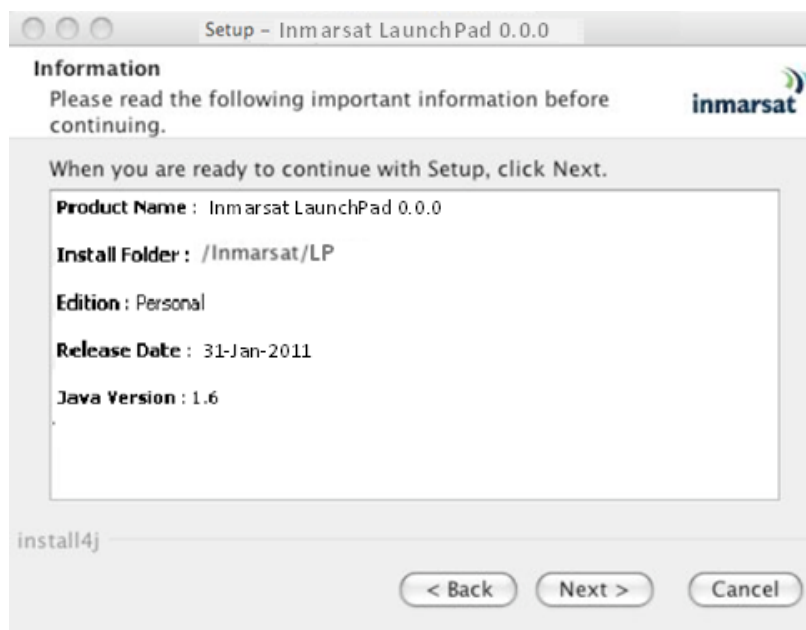 Setup – Inmarsat LaunchPad 0.0.0
Information
Please read the following important information before
continuing.
inmarsat
When you are ready to continue with Setup, click Next.
Product Name : Inmarsat LaunchPad 0.0.0
Install Folder : /Inmarsat/LP
Edition : Personal
Release Date : 31-Jan-2011
Java Version : 1.6
install4j
< Back Next > Cancel